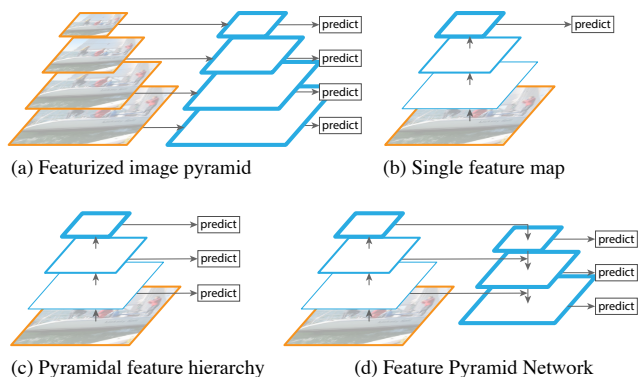 predict
predict
predict
predict
(a) Featurized image pyramid
predict
(b) Single feature map
predict
predict
predict
(c) Pyramidal feature hierarchy
predict
predict
predict
(d) Feature Pyramid Network